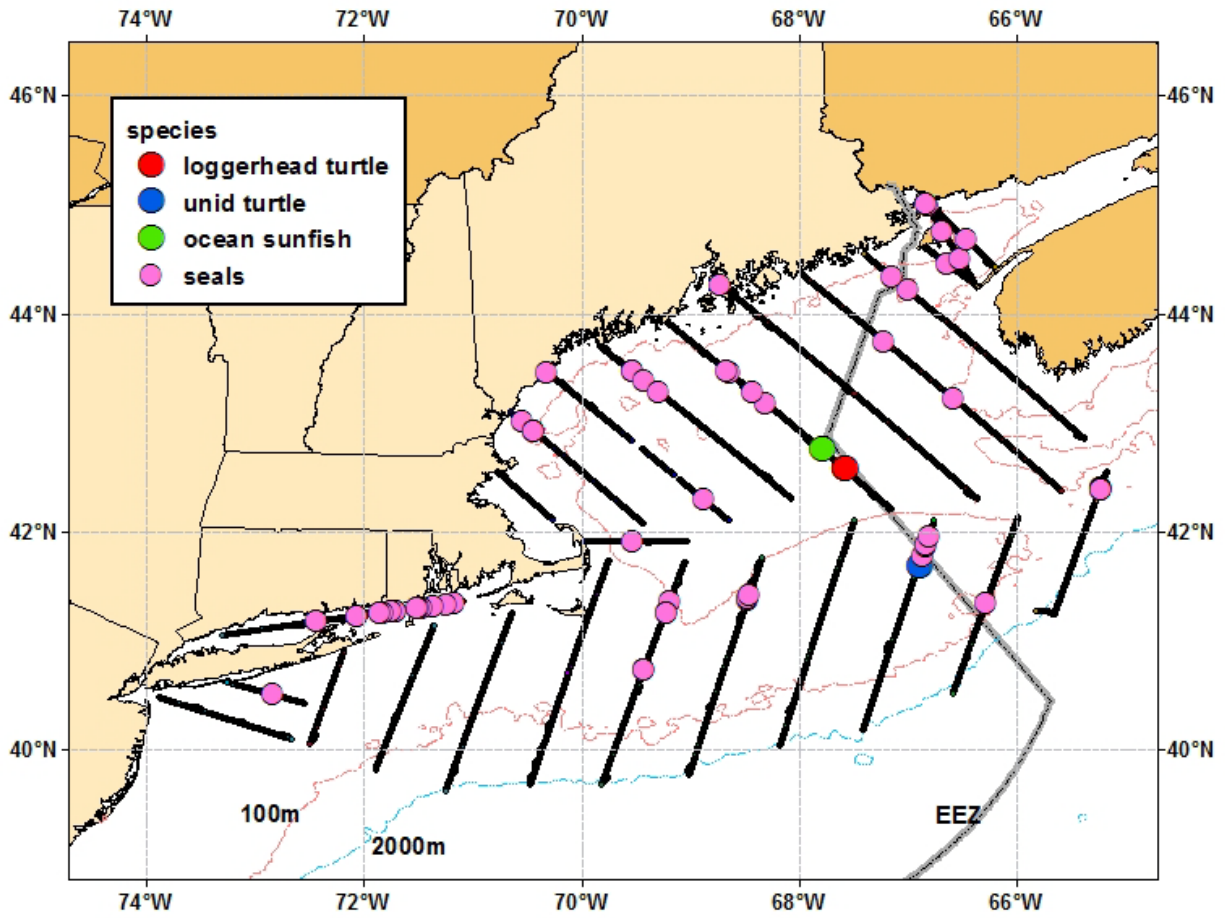 74°W 72°W 70°W 68°W 66°W
46°N 46°N
species
loggerhead turtle
unid turtle
ocean sunfish
seals
44°N 44°N
42°N 42°N
40°N 40°N
100m EEZ
2000m
74°W 72°W 70°W 68°W 66°W